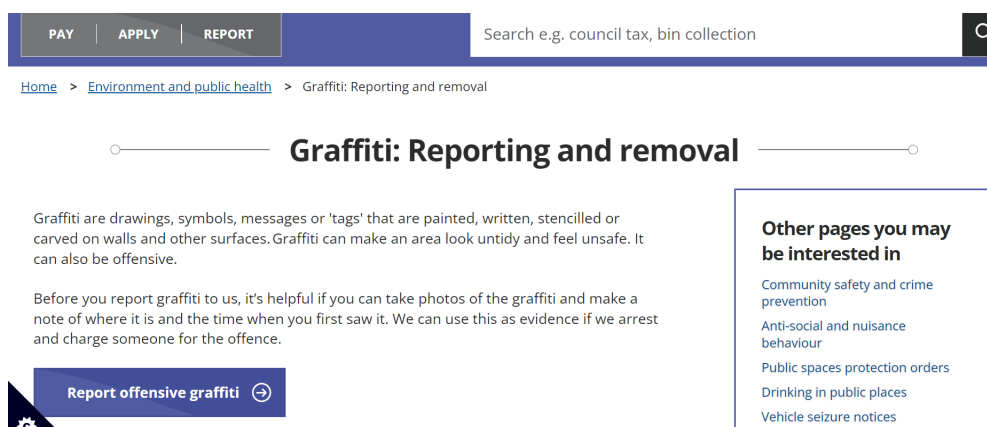 PAY APPLY REPORT
Search e.g. council tax, bin collection
Home > Environment and public health > Graffiti: Reporting and removal
Graffiti: Reporting and removal
Graffiti are drawings, symbols, messages or 'tags' that are painted, written, stencilled or
carved on walls and other surfaces. Graffiti can make an area look untidy and feel unsafe. It
can also be offensive.
Before you report graffiti to us, it’s helpful if you can take photos of the graffiti and make a
note of where it is and the time when you first saw it. We can use this as evidence if we arrest
and charge someone for the offence.
Report offensive graffiti
Other pages you may
be interested in
Community safety and crime
prevention
Anti-social and nuisance
behaviour
Public spaces protection orders
Drinking in public places
Vehicle seizure notices